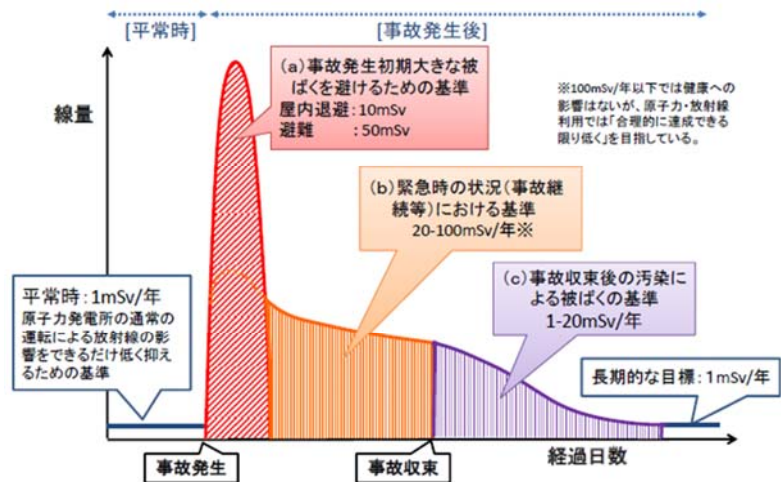 [平常時]
[事故発生後]
線量
(a)事故発生初期大きな被
ばくを避けるための基準
屋内退避：10mSv
避難　　：50mSv
※100mSv/年以下では健康への
影響はないが、原子力・放射線
利用では「合理的に達成できる
限り低く」を目指している。
(b)緊急時の状況(事故継
続等)における基準
20-100mSv/年※
平常時：1mSv/年
原子力発電所の通常の
運転による放射線の影
響をできるだけ低く抑え
るための基準
(c)事故収束後の汚染に
よる被ばくの基準
1-20mSv/年
長期的な目標：1mSv/年
事故発生
事故収束
経過日数